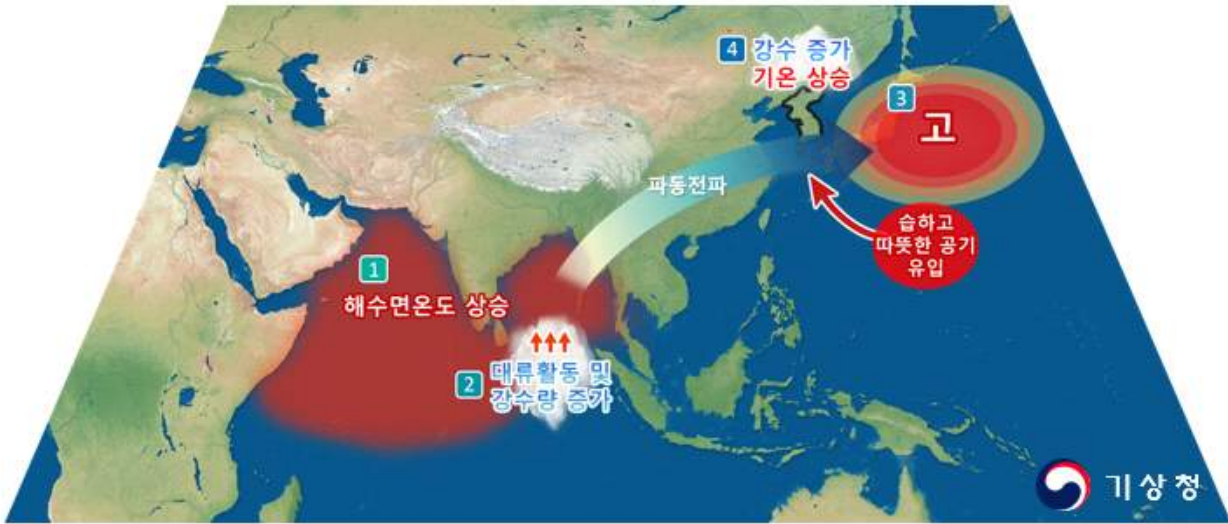 4 강수 증가
기온 상승
3
고
파동전파
습하고
따뜻한 공기
유입
1
해수면온도 상승
2 대류활동 및
강수량 증가
기상청